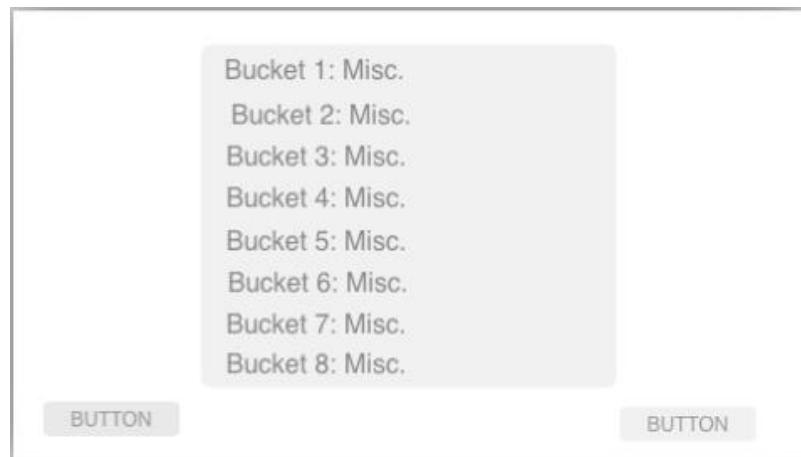 Bucket 1: Misc.
Bucket 2: Misc.
Bucket 3: Misc.
Bucket 4: Misc.
Bucket 5: Misc.
Bucket 6: Misc.
Bucket 7: Misc.
Bucket 8: Misc.
BUTTON
BUTTON